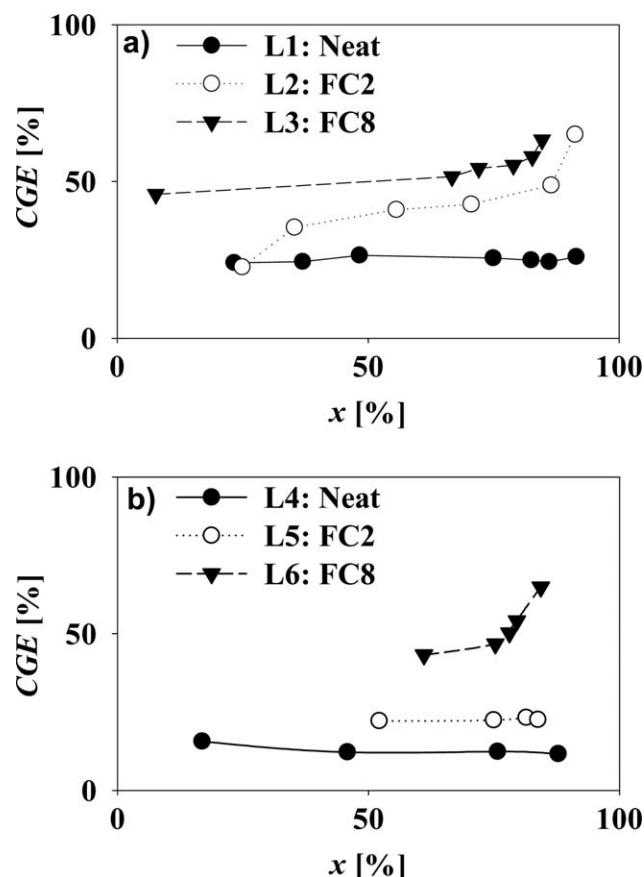 100
a)
L1: Neat
L2: FC2
L3: FC8
CGE [%]
50
0
0 50 100
x [%]
100
b)
L4: Neat
L5: FC2
L6: FC8
CGE [%]
50
0
0 50 100
x [%]